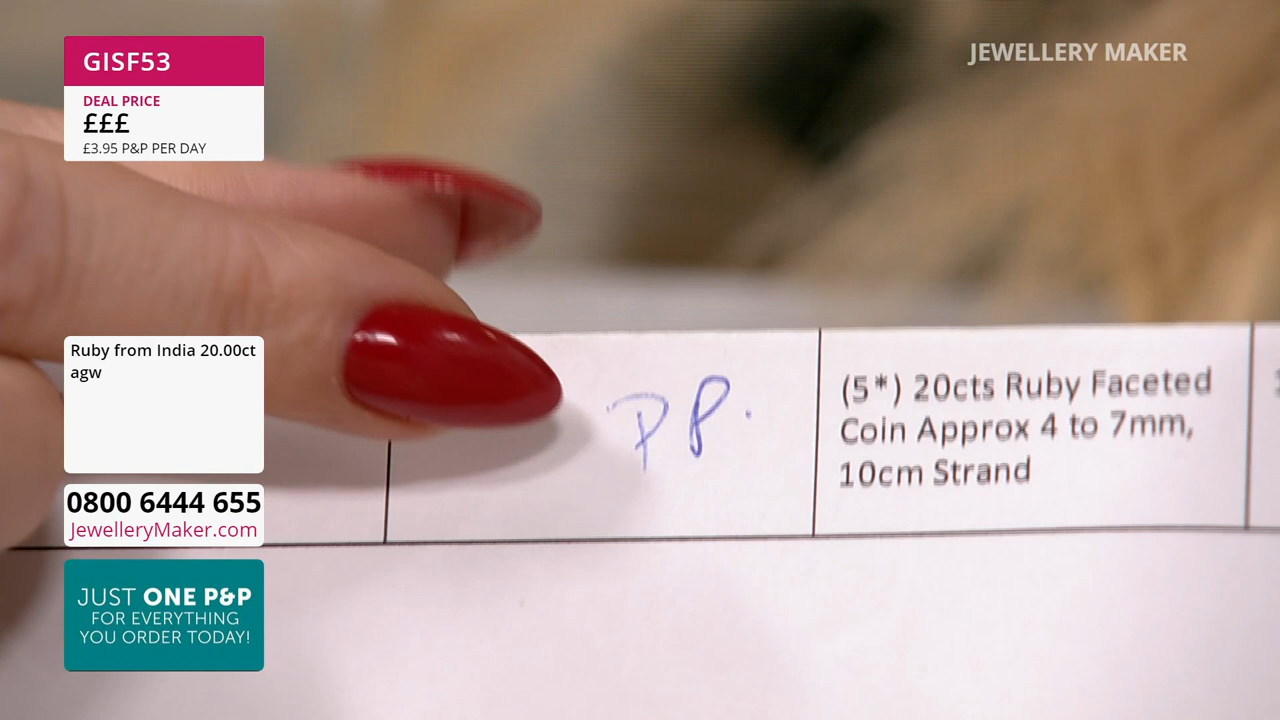 GISF53
DEAL PRICE
£££
£3.95 P&P PER DAY
JEWELLERY MAKER
Ruby from India 20.00ct
agw
0800 6444 655
JewelleryMaker.com
JUST ONE P&P
FOR EVERYTHING
YOU ORDER TODAY!
PP.
(5*) 20cts Ruby Faceted
Coin Approx 4 to 7mm,
10cm Strand